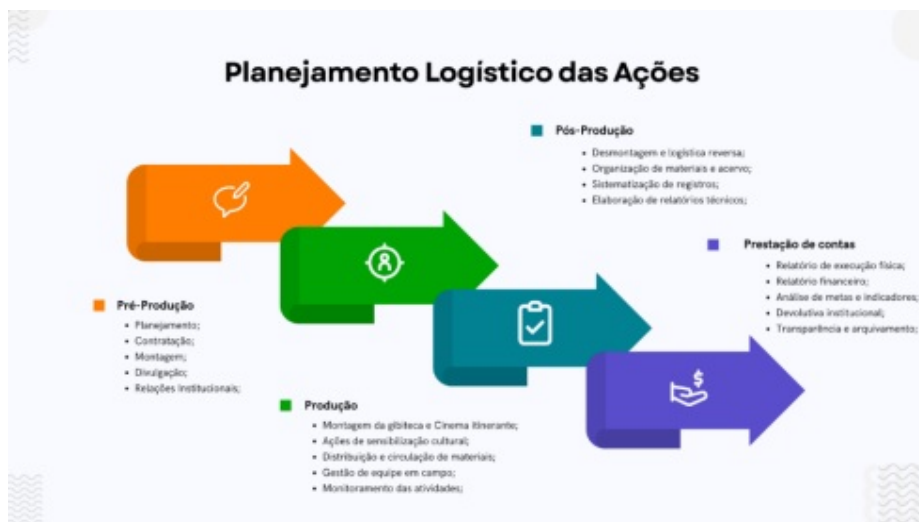 Planejamento Logístico das Ações
Pré-Produção
• Planejamento;
• Contratação;
• Montagem;
• Divulgação;
• Relações Institucionais;
Produção
• Montagem da gibiteca e Cinema itinerante;
• Ações de sensibilização cultural;
• Distribuição e circulação de materiais;
• Gestão de equipe em campo;
• Monitoramento das atividades;
Pós-Produção
• Desmontagem e logística reversa;
• Organização de materiais e acervo;
• Sistematização de registros;
• Elaboração de relatórios técnicos;
Prestação de contas
• Relatório de execução física;
• Relatório financeiro;
• Análise de metas e indicadores;
• Devolutiva institucional;
• Transparência e arquivamento;
$